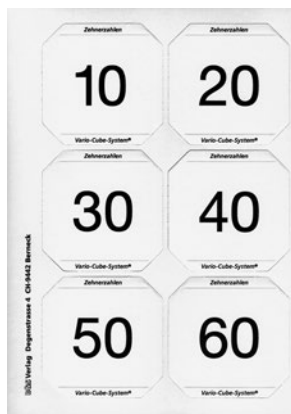 Zehnerzahlen Zehnerzahlen
10 20
Vario-Cube-System® Vario-Cube-System®
Zehnerzahlen Zehnerzahlen
30 40
Vario-Cube-System® Vario-Cube-System®
Zehnerzahlen Zehnerzahlen
50 60
Vario-Cube-System® Vario-Cube-System®
Verlag Degenstrasse 4 CH-9442 Berneck